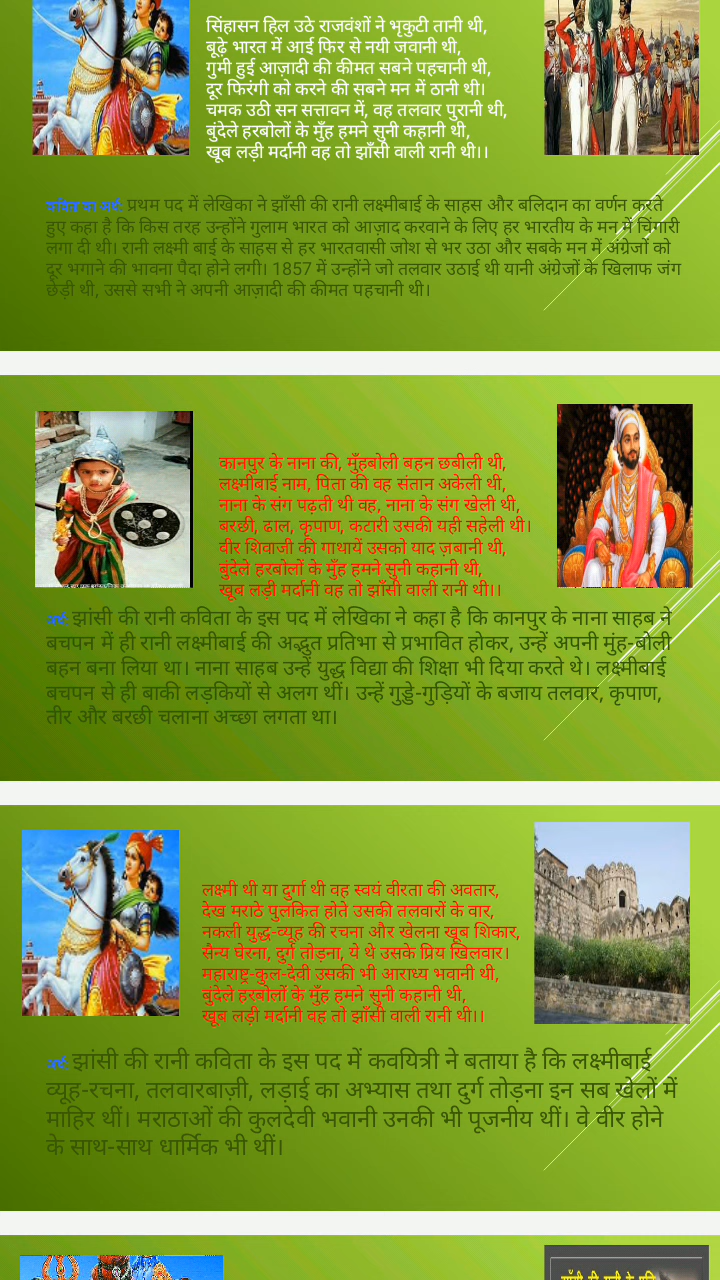 सिंहासन हिल उठे राजवंशों ने भृकुटी तानी थी,
बूढ़े भारत में आई फिर से नयी जवानी थी,
गुमी हुई आज़ादी की कीमत सबने पहचानी थी,
दूर फिरंगी को करने की सबने मन में ठानी थी।
चमक उठी सन सत्तावन में, वह तलवार पुरानी थी,
बुंदेले हरबोलों के मुँह हमने सुनी कहानी थी,
खूब लड़ी मर्दानी वह तो झाँसी वाली रानी थी।।
कविता का अर्थ: प्रथम पद में लेखिका ने झाँसी की रानी लक्ष्मीबाई के साहस और बलिदान का वर्णन करते
हुए कहा है कि किस तरह उन्होंने गुलाम भारत को आज़ाद करवाने के लिए हर भारतीय के मन में चिंगारी
लगा दी थी। रानी लक्ष्मी बाई के साहस से हर भारतवासी जोश से भर उठा और सबके मन में अंग्रेजों को
दूर भगाने की भावना पैदा होने लगी। 1857 में उन्होंने जो तलवार उठाई थी यानी अंग्रेजों के खिलाफ जंग
छेड़ी थी, उससे सभी ने अपनी आज़ादी की कीमत पहचानी थी।
कानपुर के नाना की, मुँहबोली बहन छबीली थी,
लक्ष्मीबाई नाम, पिता की वह संतान अकेली थी,
नाना के संग पढ़ती थी वह, नाना के संग खेली थी,
बरछी, ढाल, कृपाण, कटारी उसकी यही सहेली थी।
वीर शिवाजी की गाथायें उसको याद ज़बानी थी,
बुंदेले हरबोलों के मुँह हमने सुनी कहानी थी,
खूब लड़ी मर्दानी वह तो झाँसी वाली रानी थी।।
अर्थ: झांसी की रानी कविता के इस पद में लेखिका ने कहा है कि कानपुर के नाना साहब ने
बचपन में ही रानी लक्ष्मीबाई की अद्भुत प्रतिभा से प्रभावित होकर, उन्हें अपनी मुंह-बोली
बहन बना लिया था। नाना साहब उन्हें युद्ध विद्या की शिक्षा भी दिया करते थे। लक्ष्मीबाई
बचपन से ही बाकी लड़कियों से अलग थीं। उन्हें गुड्डे-गुड़ियों के बजाय तलवार, कृपाण,
तीर और बरछी चलाना अच्छा लगता था।
लक्ष्मी थी या दुर्गा थी वह स्वयं वीरता की अवतार,
देख मराठे पुलकित होते उसकी तलवारों के वार,
नकली युद्ध-व्यूह की रचना और खेलना खूब शिकार,
सैन्य घेरना, दुर्ग तोड़ना, ये थे उसके प्रिय खिलवार।
महाराष्ट्र-कुल-देवी उसकी भी आराध्य भवानी थी,
बुंदेले हरबोलों के मुँह हमने सुनी कहानी थी,
खूब लड़ी मर्दानी वह तो झाँसी वाली रानी थी।।
अर्थ: झांसी की रानी कविता के इस पद में कवयित्री ने बताया है कि लक्ष्मीबाई
व्यूह-रचना, तलवारबाज़ी, लड़ाई का अभ्यास तथा दुर्ग तोड़ना इन सब खेलों में
माहिर थीं। मराठाओं की कुलदेवी भवानी उनकी भी पूजनीय थीं। वे वीर होने
के साथ-साथ धार्मिक भी थीं।